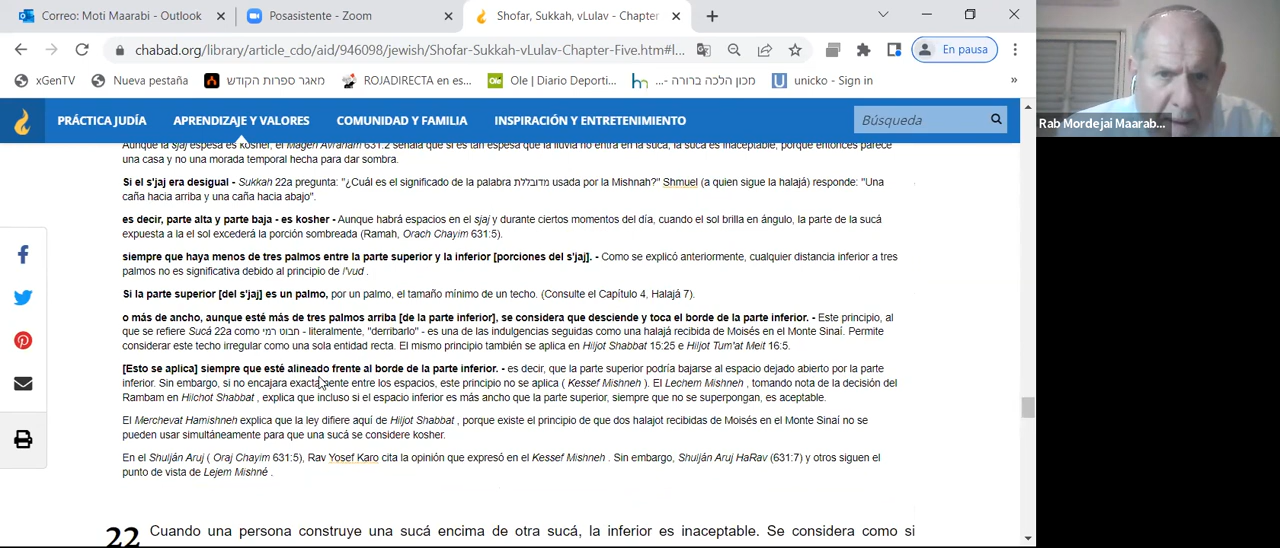 Correo: Moti Maarabi - Outlook
Posasistente - Zoom
Shofar, Sukkah, vLulav - Chapter
chabad.org/library/article_cdo/aid/946098/jewish/Shofar-Sukkah-vLulav-Chapter-Five.htm#l...
En pausa
xGenTV
Nueva pestaña
מאגר ספרות הקודש
ROJADIRECTA en es...
Ole | Diario Deporti...
מכון הלכה ברורה -...
unicko - Sign in
»
PRÁCTICA JUDÍA
APRENDIZAJE Y VALORES
COMUNIDAD Y FAMILIA
INSPIRACIÓN Y ENTRETENIMIENTO
Búsqueda
Rab Mordejai Maarab...
Aunque la sjaj espesa es kosher, el Magen Avraham 631:2 señala que si es tan espesa que la lluvia no entra en la sucá, la sucá es inaceptable, porque entonces parece
una casa y no una morada temporal hecha para dar sombra.
Si el s'jaj era desigual - Sukkah 22a pregunta: "¿Cuál es el significado de la palabra מדובללת usada por la Mishnah?" Shmuel (a quien sigue la halajá) responde: "Una
caña hacia arriba y una caña hacia abajo".
es decir, parte alta y parte baja - es kosher - Aunque habrá espacios en el sjaj y durante ciertos momentos del día, cuando el sol brilla en ángulo, la parte de la sucá
expuesta a la el sol excederá la porción sombreada (Ramah, Orach Chayim 631:5).
siempre que haya menos de tres palmos entre la parte superior y la inferior [porciones del s'jaj]. - Como se explicó anteriormente, cualquier distancia inferior a tres
palmos no es significativa debido al principio de l'vud .
Si la parte superior [del s'jaj] es un palmo, por un palmo, el tamaño mínimo de un techo. (Consulte el Capítulo 4, Halajá 7).
o más de ancho, aunque esté más de tres palmos arriba [de la parte inferior], se considera que desciende y toca el borde de la parte inferior. - Este principio, al
que se refiere Sucá 22a como חבוט רמי - literalmente, "derribarlo" - es una de las indulgencias seguidas como una halajá recibida de Moisés en el Monte Sinaí. Permite
considerar este techo irregular como una sola entidad recta. El mismo principio también se aplica en Hiljot Shabbat 15:25 e Hiljot Tum'at Meit 16:5.
[Esto se aplica] siempre que esté alineado frente al borde de la parte inferior. - es decir, que la parte superior podría bajarse al espacio dejado abierto por la parte
inferior. Sin embargo, si no encajara exactamente entre los espacios, este principio no se aplica ( Kessef Mishneh ). El Lechem Mishneh , tomando nota de la decisión del
Rambam en Hilchot Shabbat , explica que incluso si el espacio inferior es más ancho que la parte superior, siempre que no se superpongan, es aceptable.
El Merchevat Hamishneh explica que la ley difiere aquí de Hiljot Shabbat , porque existe el principio de que dos halajot recibidas de Moisés en el Monte Sinaí no se
pueden usar simultáneamente para que una sucá se considere kosher.
En el Shulján Aruj ( Oraj Chayim 631:5), Rav Yosef Karo cita la opinión que expresó en el Kessef Mishneh . Sin embargo, Shulján Aruj HaRav (631:7) y otros siguen el
punto de vista de Lejem Mishné .
22 Cuando una persona construye una sucá encima de otra sucá, la inferior es inaceptable. Se considera como si